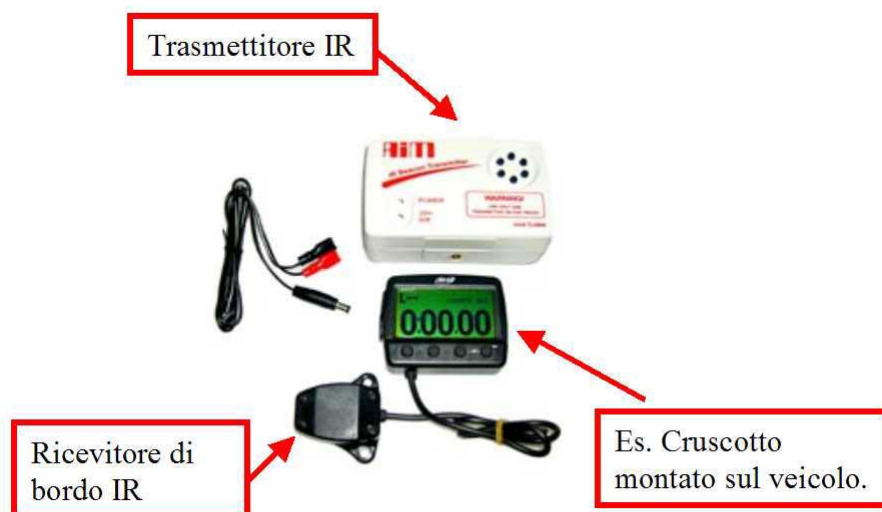 Trasmettitore IR
AiM
IR Beacon Transmitter
POWER
WARNING!
0:00.00
Ricevitore di
bordo IR
Es. Cruscotto
montato sul veicolo.